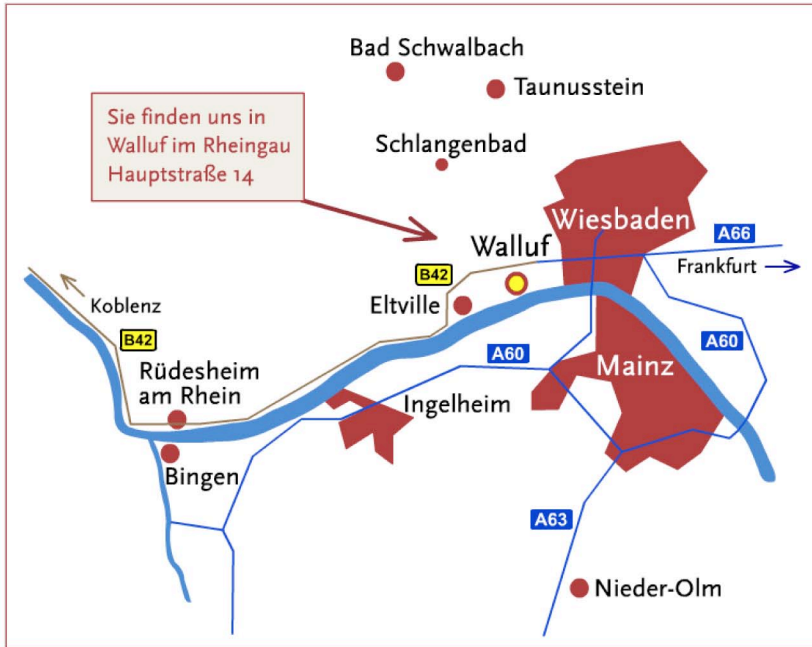 Bad Schwalbach
Taunusstein
Sie finden uns in
Walluf im Rheingau
Hauptstraße 14
Schlangenbad
Wiesbaden
A66
Walluf
Frankfurt
B42
Koblenz
Eltville
B42
A60
A60
Rüdesheim
am Rhein
Mainz
Ingelheim
Bingen
A63
Nieder-Olm